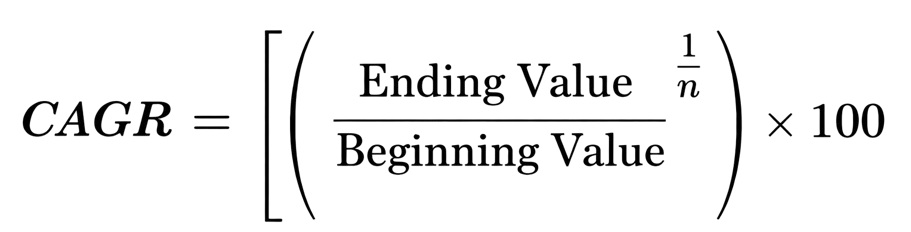 CAGR = [ ( Ending Value / Beginning Value ^ 1/n ) × 100